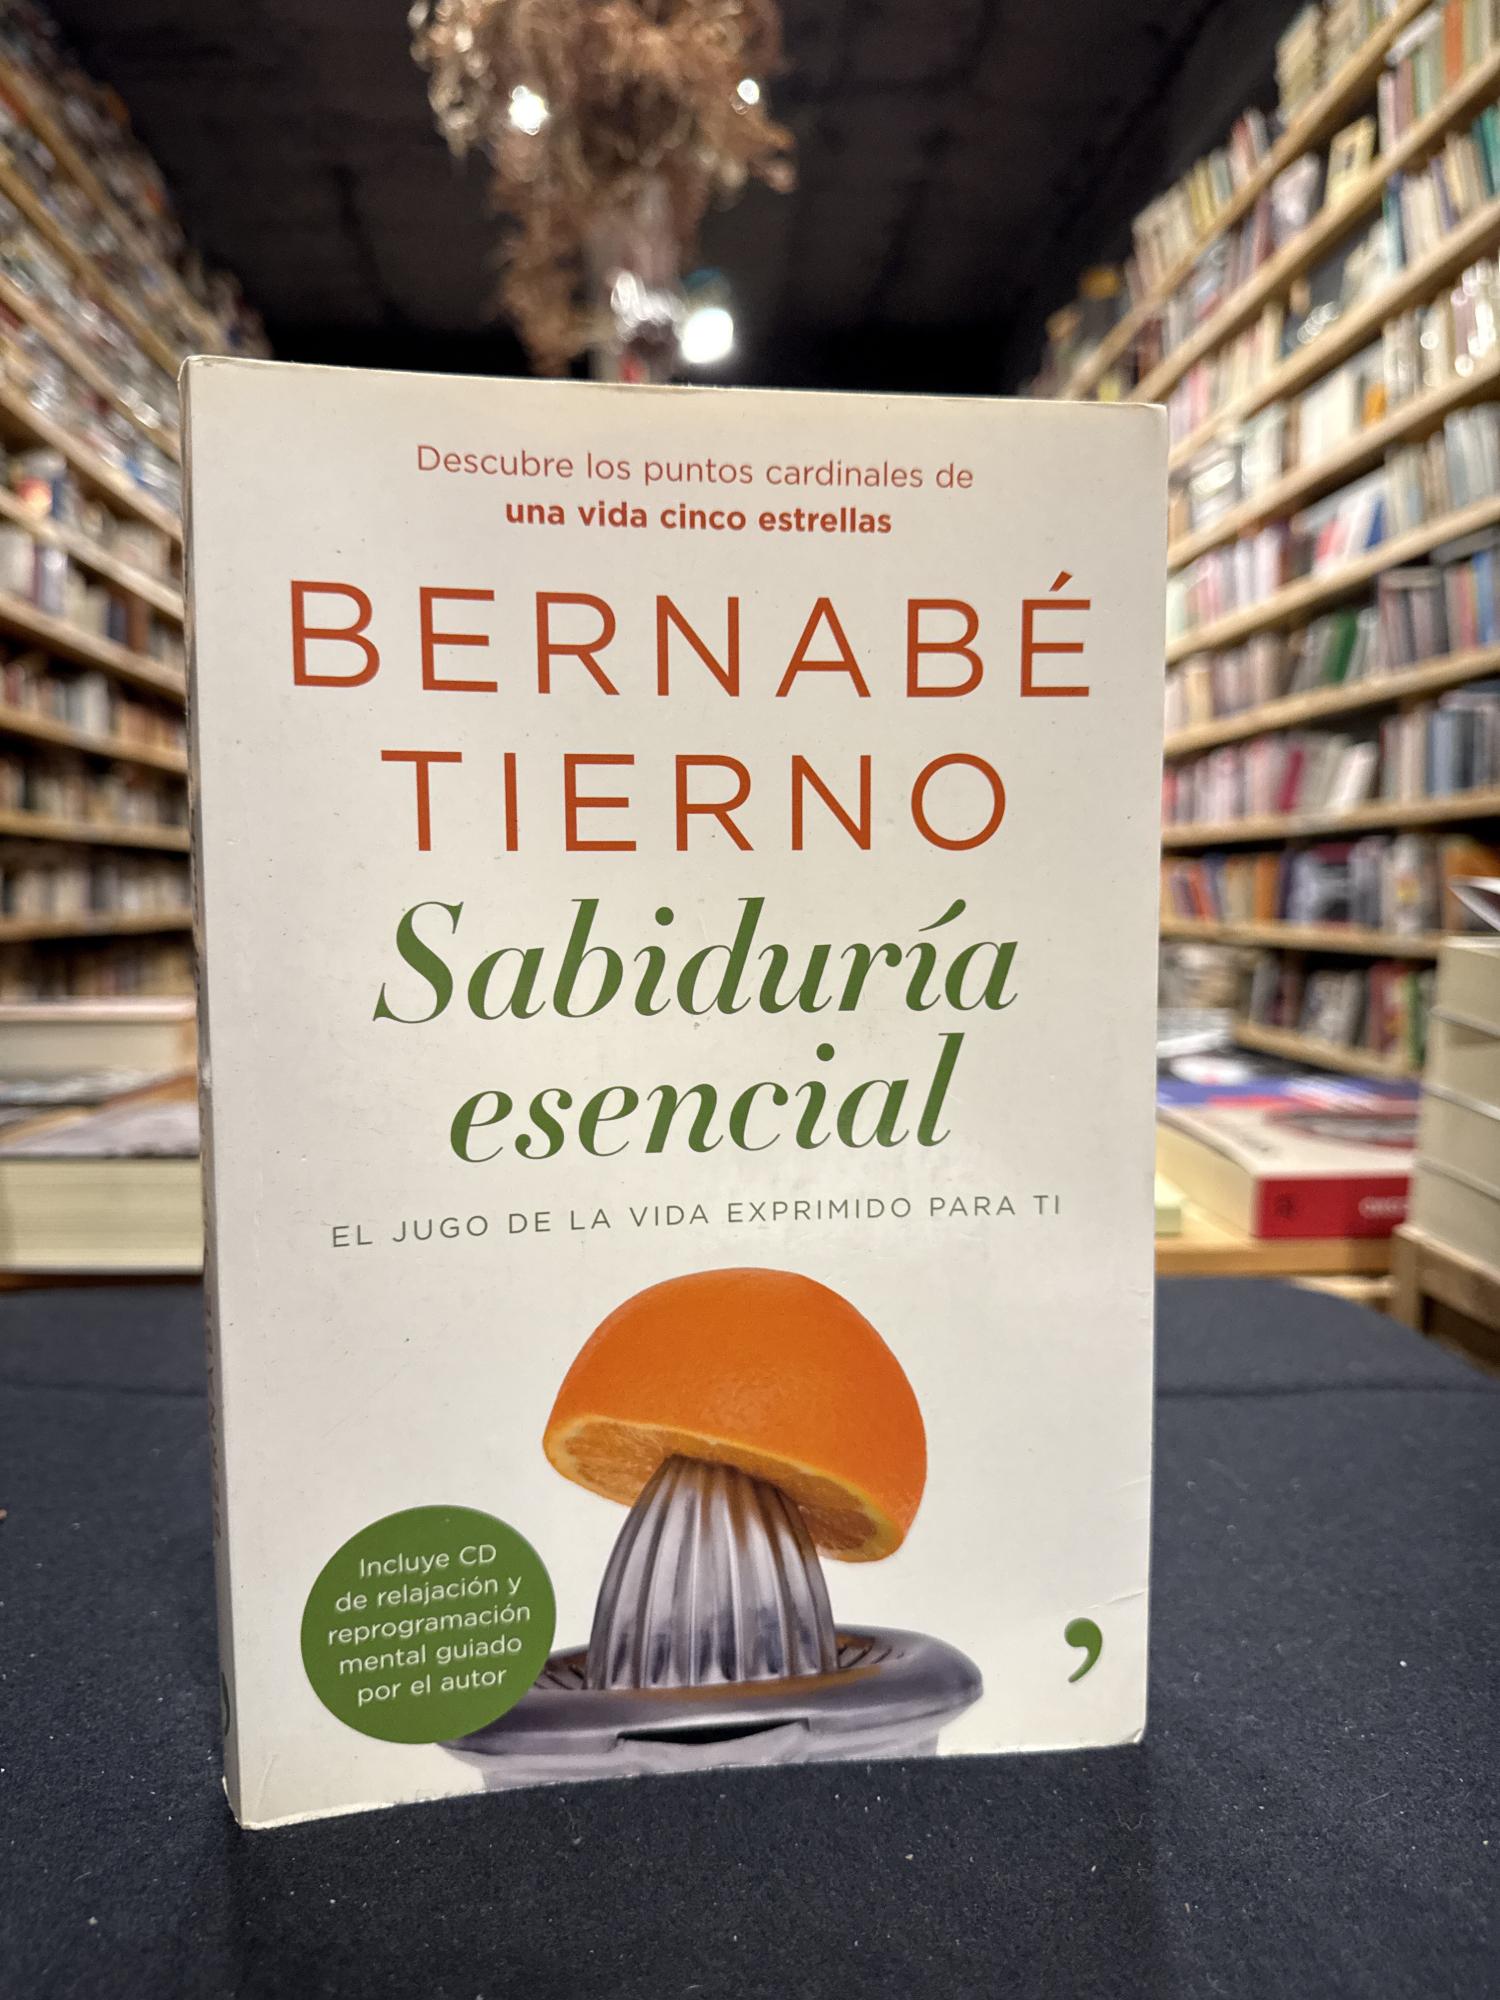 Descubre los puntos cardinales de
una vida cinco estrellas
BERNABÉ
TIERNO
Sabiduría
esencial
EL JUGO DE LA VIDA EXPRIMIDO PARA TI
Incluye CD
de relajación y
reprogramación
mental guiado
por el autor